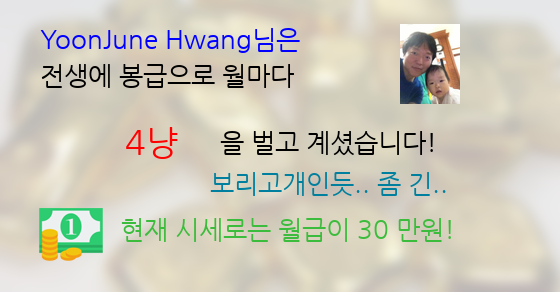 YoonJune Hwang님은
전생에 봉급으로 월마다
4냥 을 벌고 계셨습니다!
보리고개인듯.. 좀 긴..
1
현재 시세로는 월급이 30 만원!